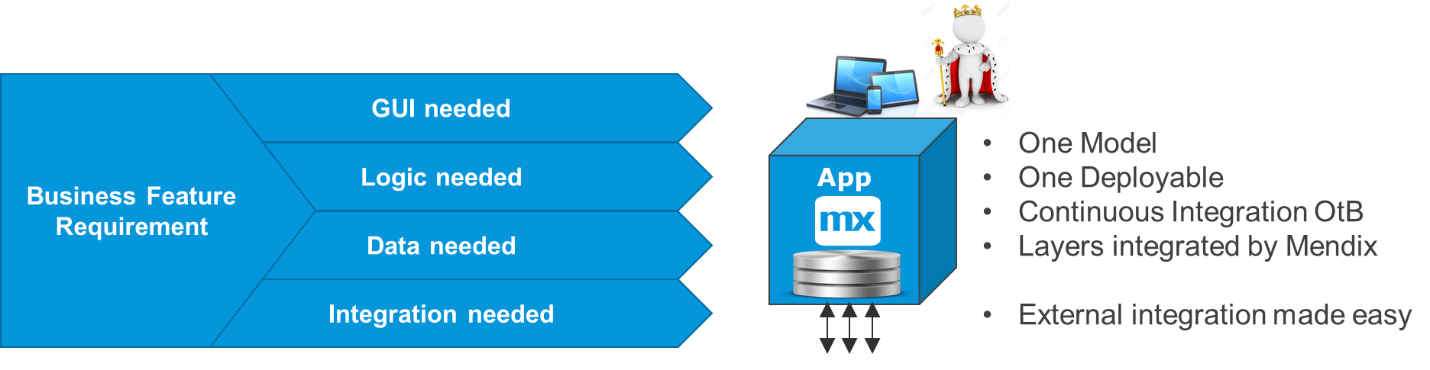 Business Feature
Requirement
GUI needed
Logic needed
Data needed
Integration needed
App
mx
• One Model
• One Deployable
• Continuous Integration OtB
• Layers integrated by Mendix
• External integration made easy